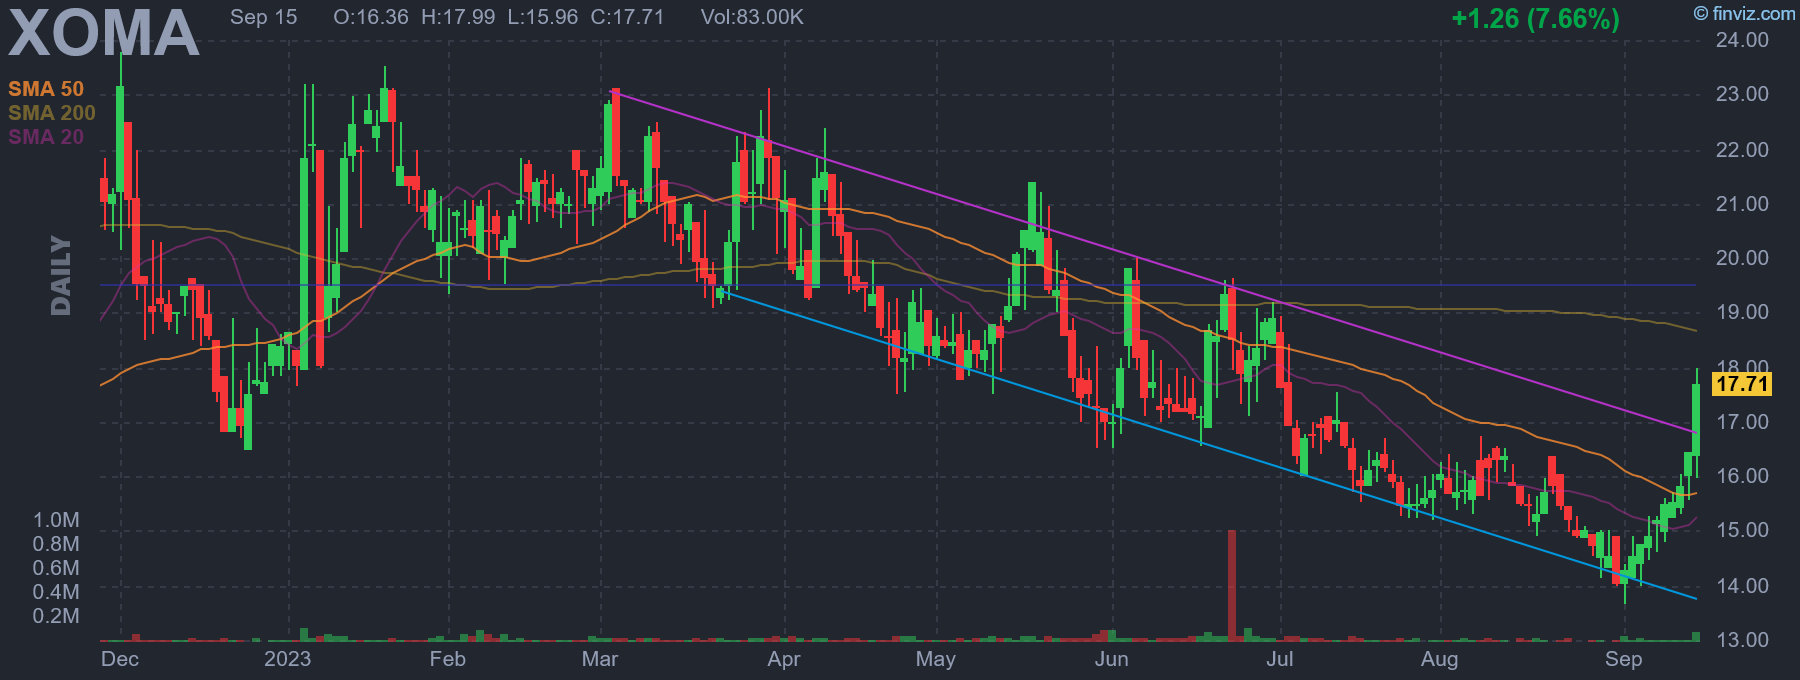 XOMA
Sep 15 O:16.36 H:17.99 L:15.96 C:17.71 Vol:83.00K
+1.26 (7.66%)
© finviz.com
SMA 50
SMA 200
SMA 20
DAILY
24.00
23.00
22.00
21.00
20.00
19.00
18.00
17.71
17.00
16.00
15.00
14.00
13.00
1.0M
0.8M
0.6M
0.4M
0.2M
Dec 2023 Feb Mar Apr May Jun Jul Aug Sep